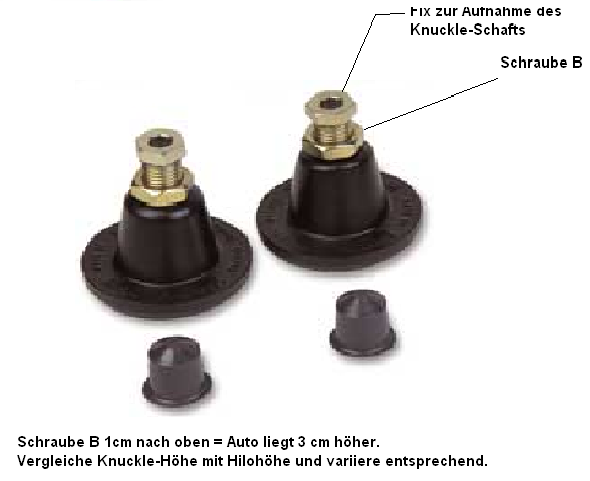 Fix zur Aufnahme des
Knuckle-Schafts
Schraube B
Schraube B 1cm nach oben = Auto liegt 3 cm höher.
Vergleiche Knuckle-Höhe mit Hilohöhe und variiere entsprechend.